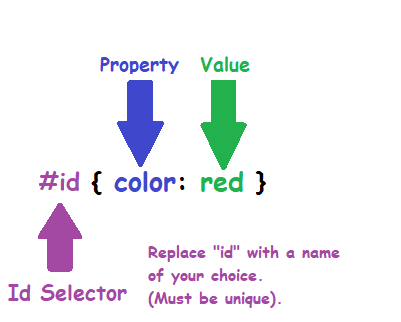 Property Value
#id { color: red }
Id Selector
Replace "id" with a name
of your choice.
(Must be unique).